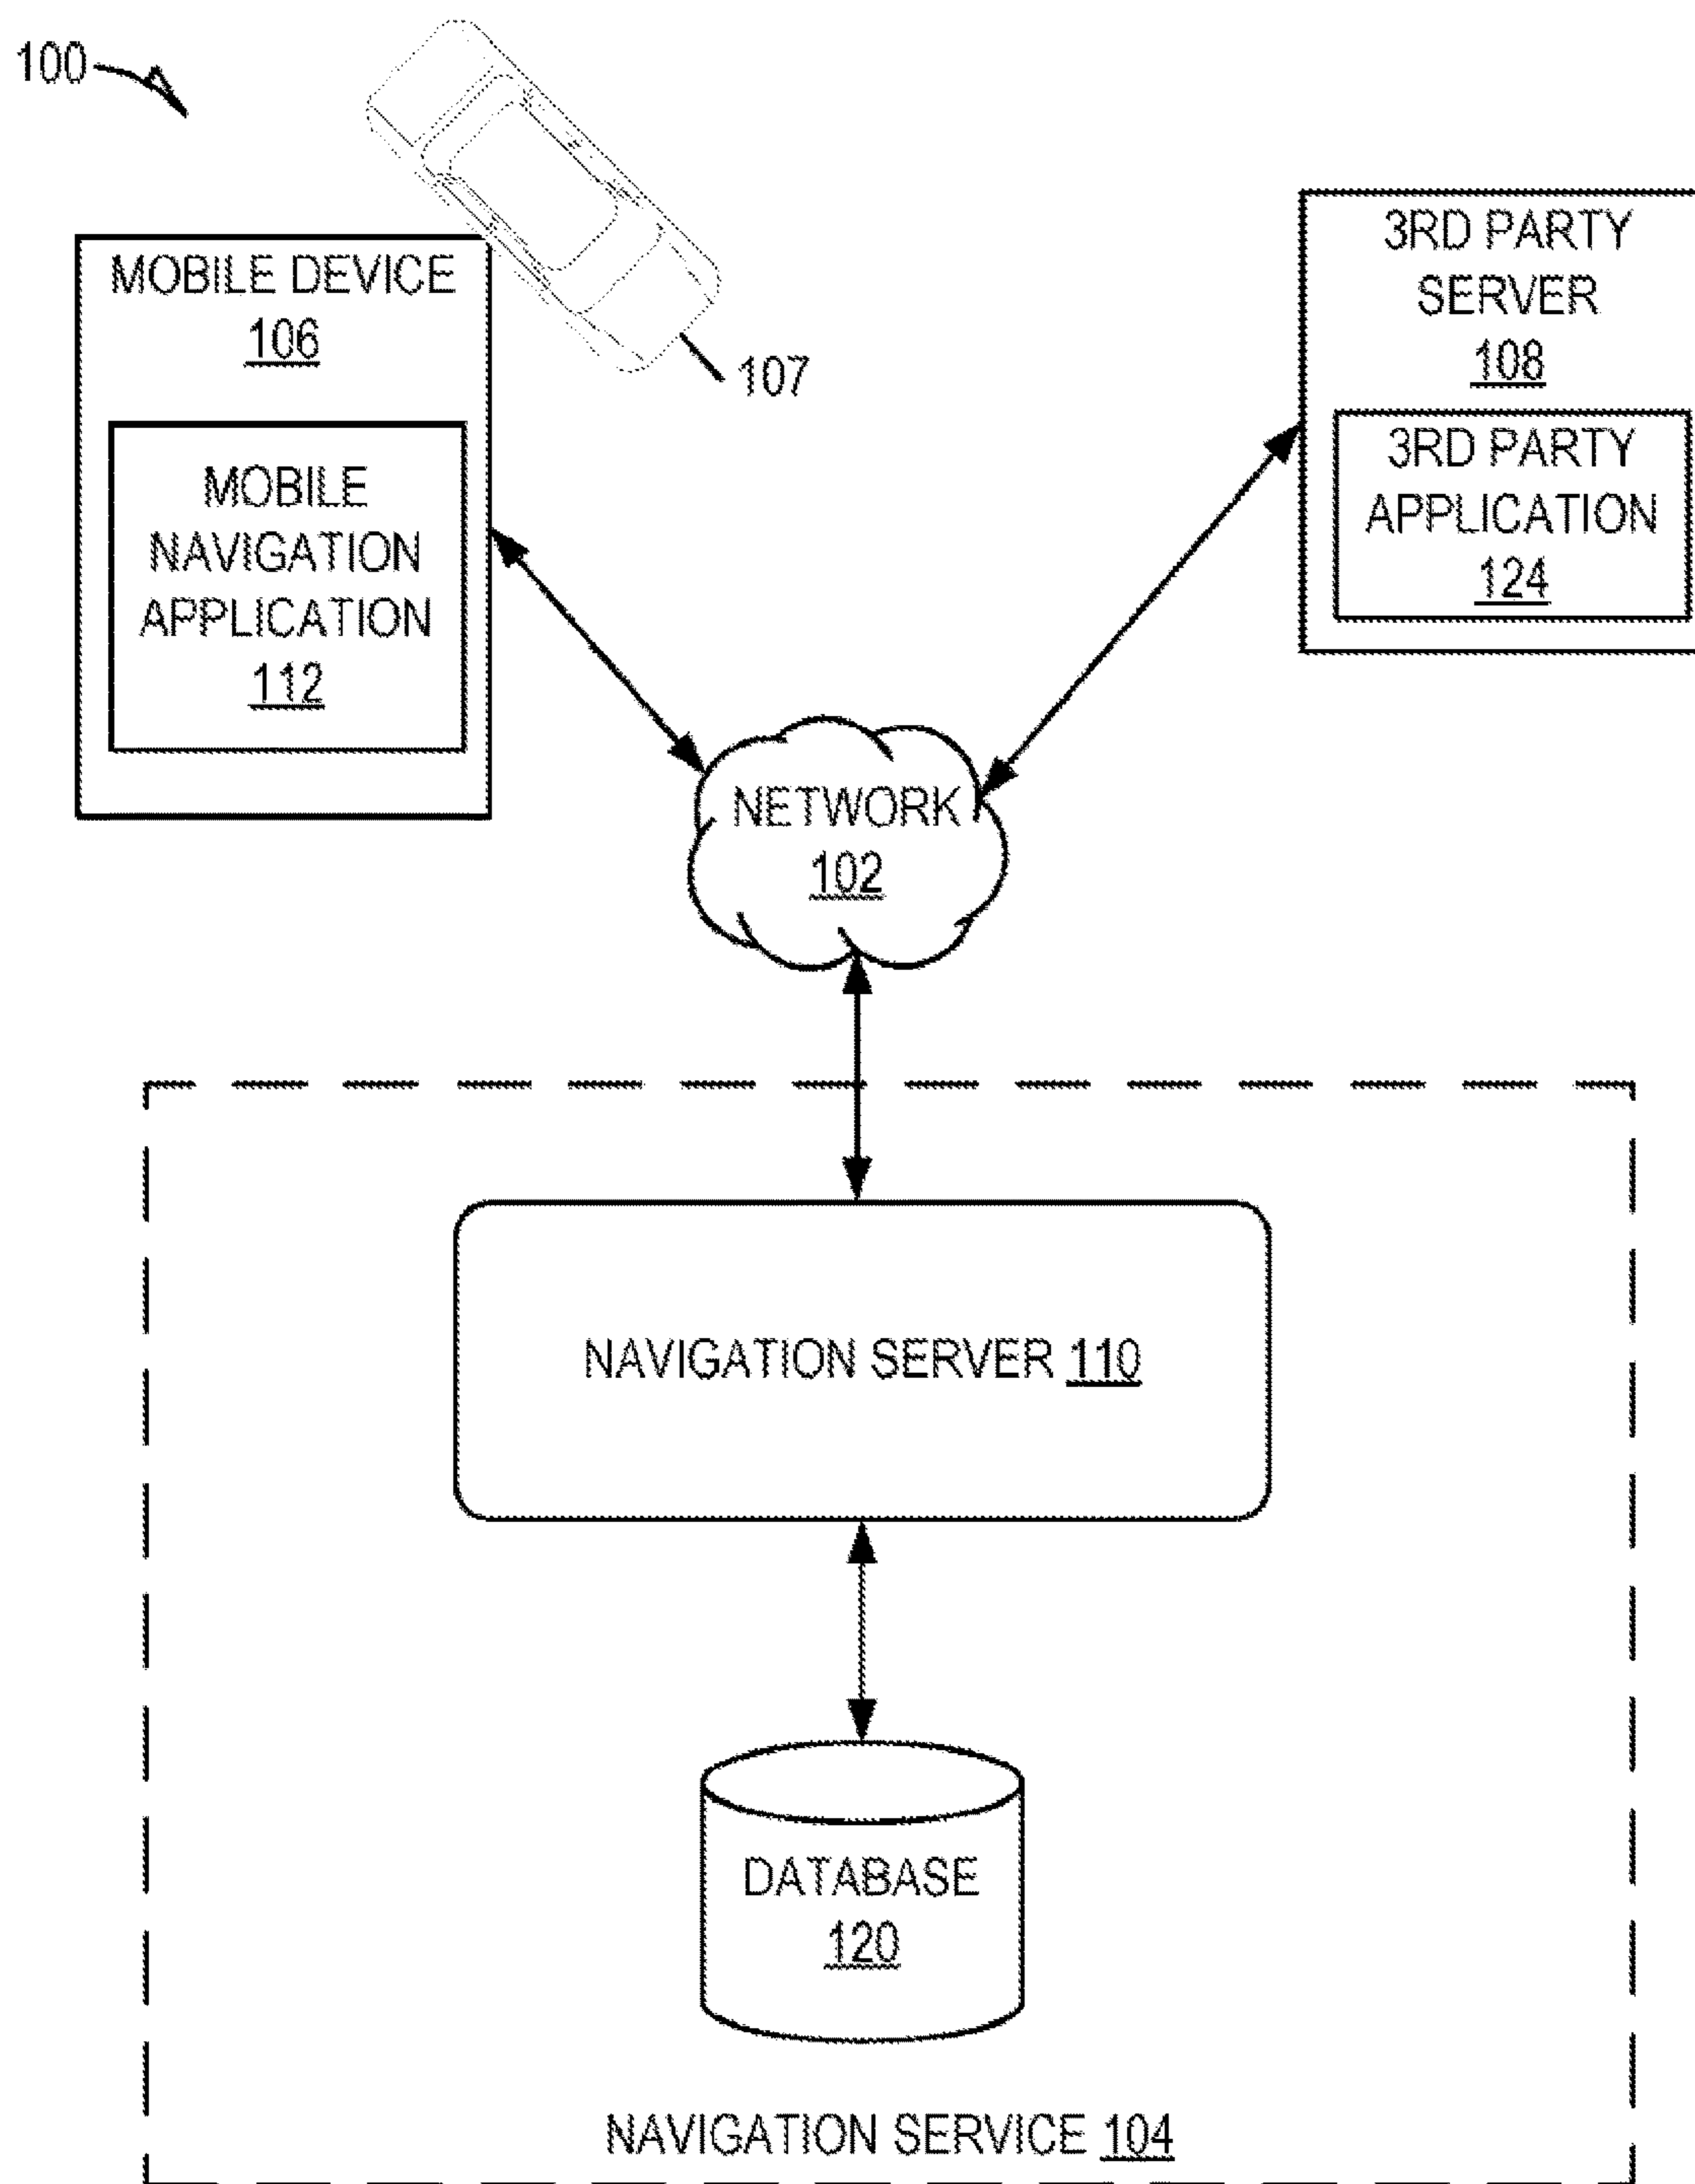 100
MOBILE DEVICE
106
107
MOBILE
NAVIGATION
APPLICATION
112
3RD PARTY
SERVER
108
3RD PARTY
APPLICATION
124
NETWORK
102
NAVIGATION SERVER 110
DATABASE
120
NAVIGATION SERVICE 104